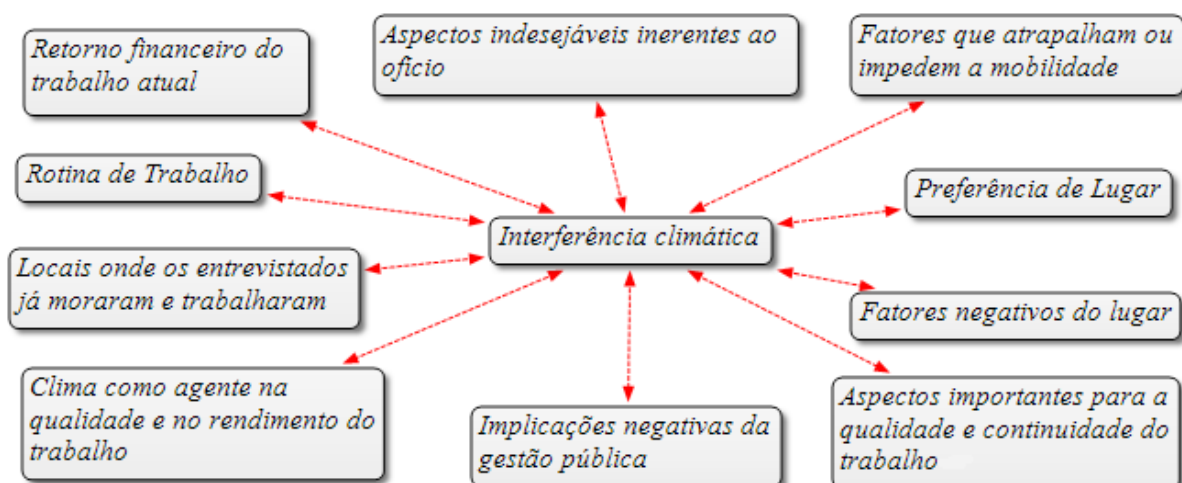 Retorno financeiro do
trabalho atual
Aspectos indesejáveis inerentes ao
ofício
Fatores que atrapalham ou
impedem a mobilidade
Rotina de Trabalho
Preferência de Lugar
Interferência climática
Locais onde os entrevistados
já moraram e trabalharam
Fatores negativos do lugar
Clima como agente na
qualidade e no rendimento do
trabalho
Implicações negativas da
gestão pública
Aspectos importantes para a
qualidade e continuidade do
trabalho